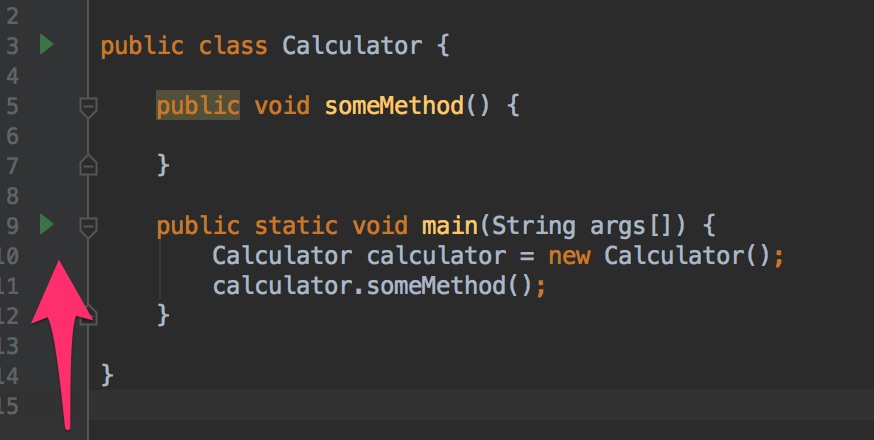 2
3 public class Calculator {
4
5 public void someMethod() {
6
7 }
8
9 public static void main(String args[]) {
10 Calculator calculator = new Calculator();
11 calculator.someMethod();
12 }
13
14 }
15